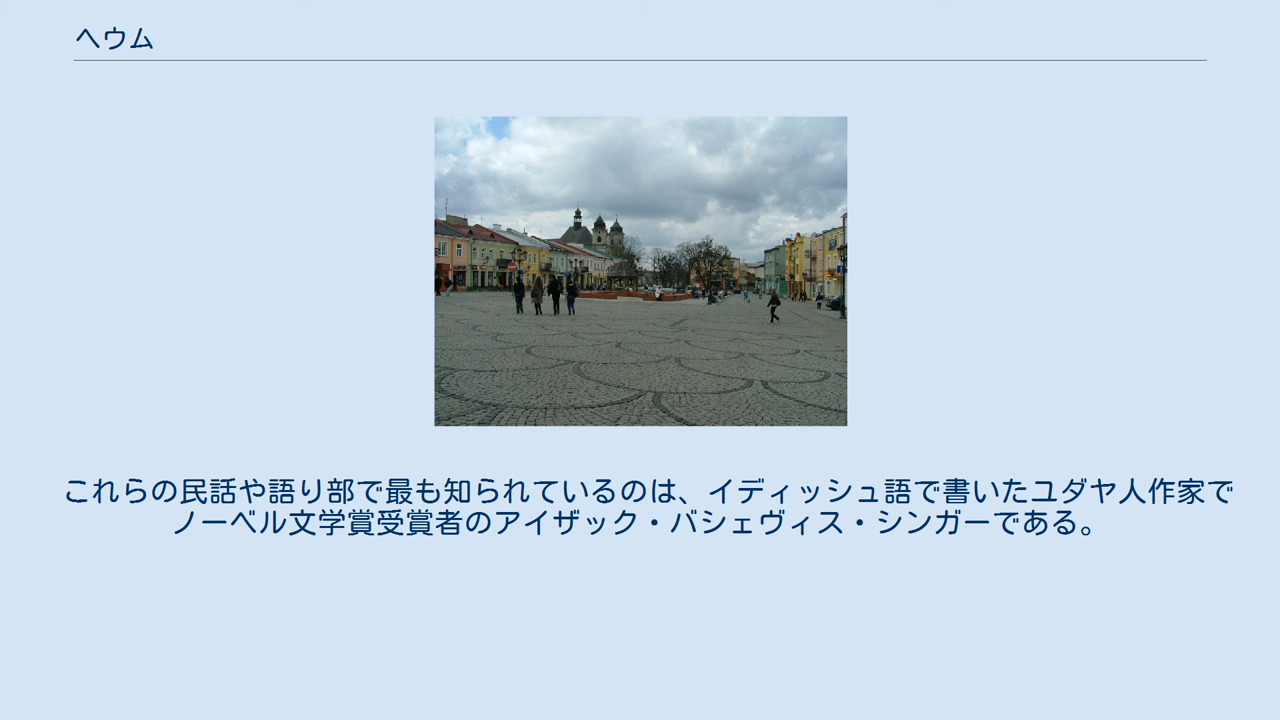 ヘウム
これらの民話や語り部で最も知られているのは、イディッシュ語で書いたユダヤ人作家で
ノーベル文学賞受賞者のアイザック・バシェヴィス・シンガーである。